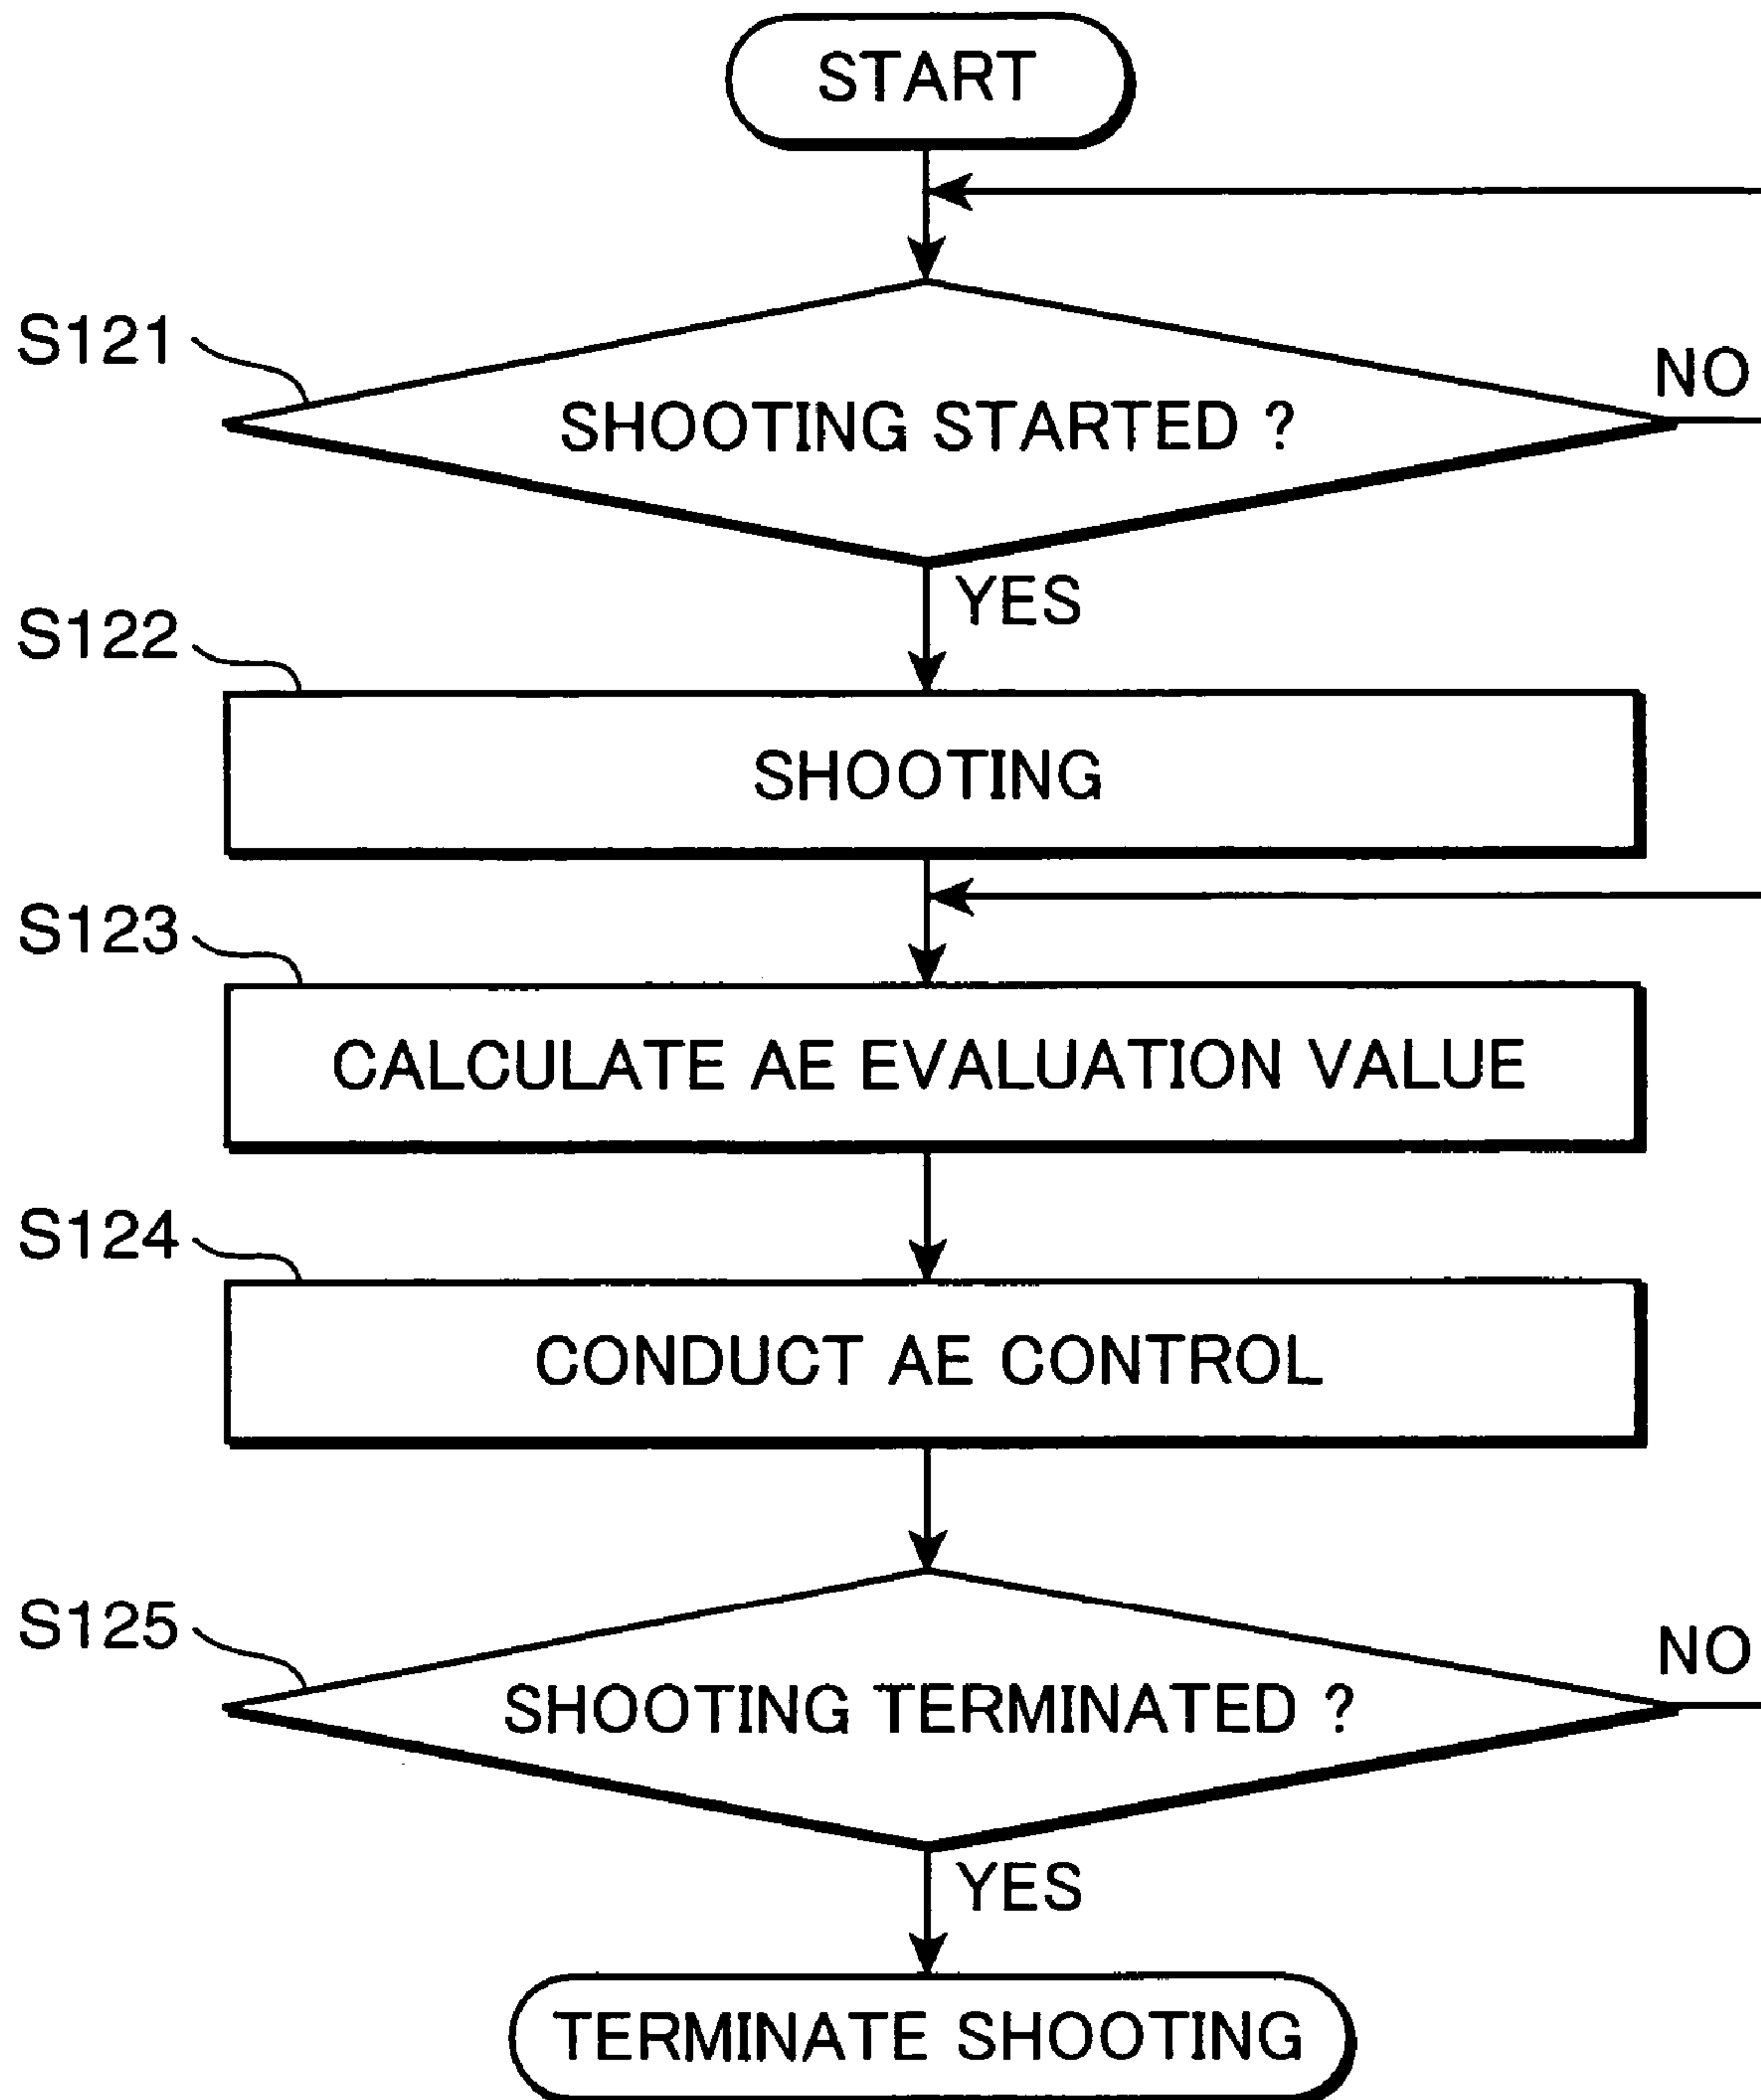 START
S121
SHOOTING STARTED ?
NO
YES
S122
SHOOTING
S123
CALCULATE AE EVALUATION VALUE
S124
CONDUCT AE CONTROL
S125
SHOOTING TERMINATED ?
NO
YES
TERMINATE SHOOTING